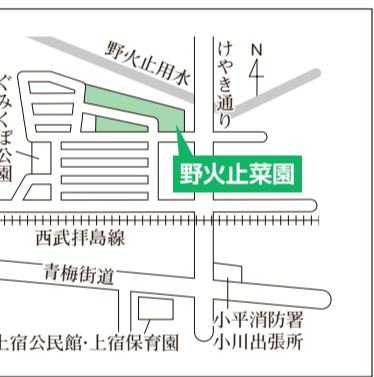 野火止用水
けやき通り
N
ぐみくぼ公園
野火止菜園
西武拝島線
青梅街道
小平消防署
小川出張所
上宿公民館・上宿保育園